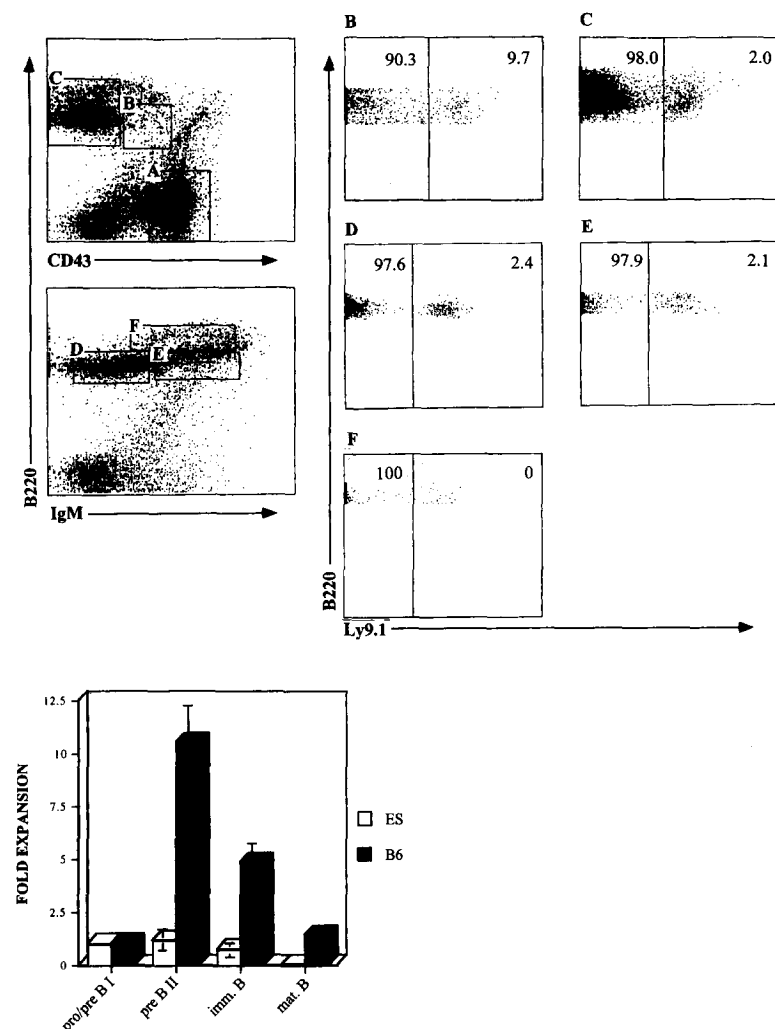 C
B
A
B220
CD43
F
D
E
B220
IgM
B
90.3 9.7
C
98.0 2.0
D
97.6 2.4
E
97.9 2.1
F
100 0
B220
Ly9.1
12.5
10
7.5
5
2.5
0
FOLD EXPANSION
pro/pre B I
pre B II
imm. B
mat. B
ES
B6